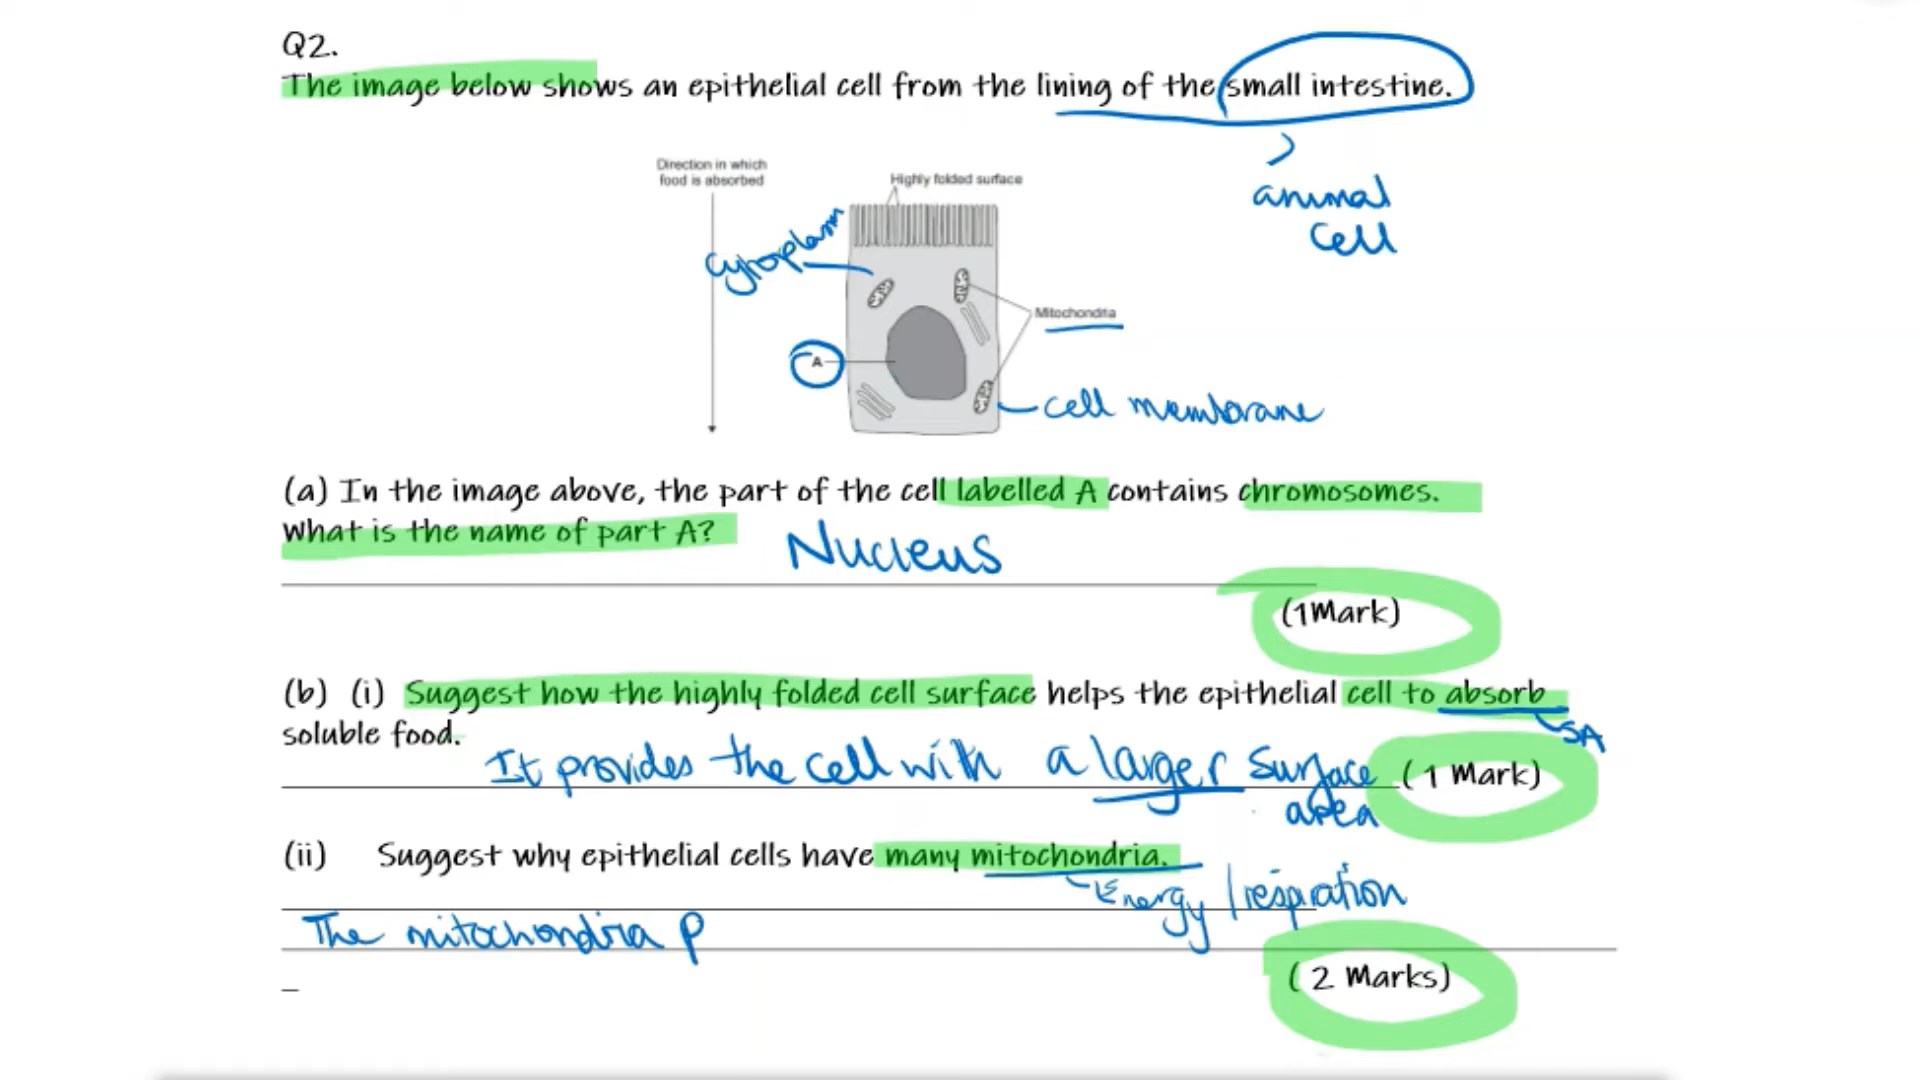 Q2.
The image below shows an epithelial cell from the lining of the small intestine.
animal
cell
Direction in which
food is absorbed
Highly folded surface
cytoplasm
Mitochondria
A
cell membrane
(a) In the image above, the part of the cell labelled A contains chromosomes.
What is the name of part A?
Nucleus
(1Mark)
(b) (i) Suggest how the highly folded cell surface helps the epithelial cell to absorb
soluble food.
SA
It provides the cell with a larger surface
area
(1 Mark)
(ii) Suggest why epithelial cells have many mitochondria.
Energy / respiration
The mitochondria p
(2 Marks)